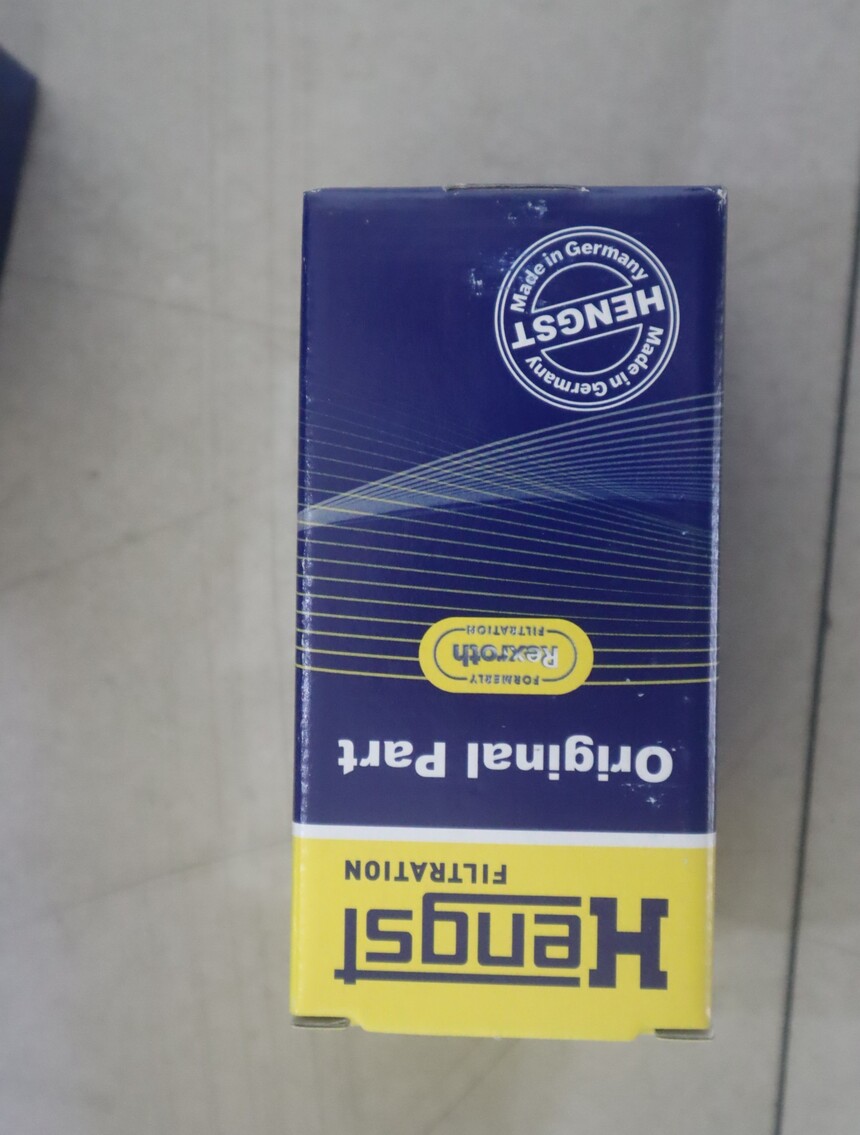 Hengst
FILTRATION
Original Part
FORMERLY
Rexroth
FILTRATION
Made in Germany
HENGST
Made in Germany